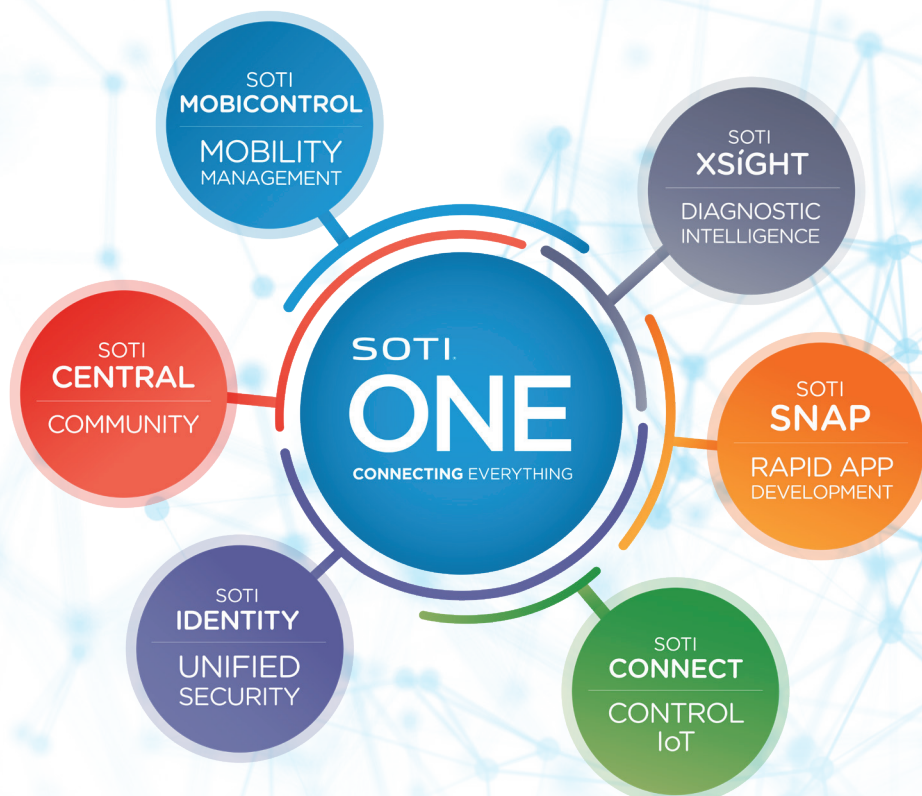 SOTI
MOBICONTROL
MOBILITY
MANAGEMENT
SOTI
XSíGHT
DIAGNOSTIC
INTELLIGENCE
SOTI
CENTRAL
COMMUNITY
SOTI.
ONE
CONNECTING EVERYTHING
SOTI
SNAP
RAPID APP
DEVELOPMENT
SOTI
IDENTITY
UNIFIED
SECURITY
SOTI
CONNECT
CONTROL
IoT